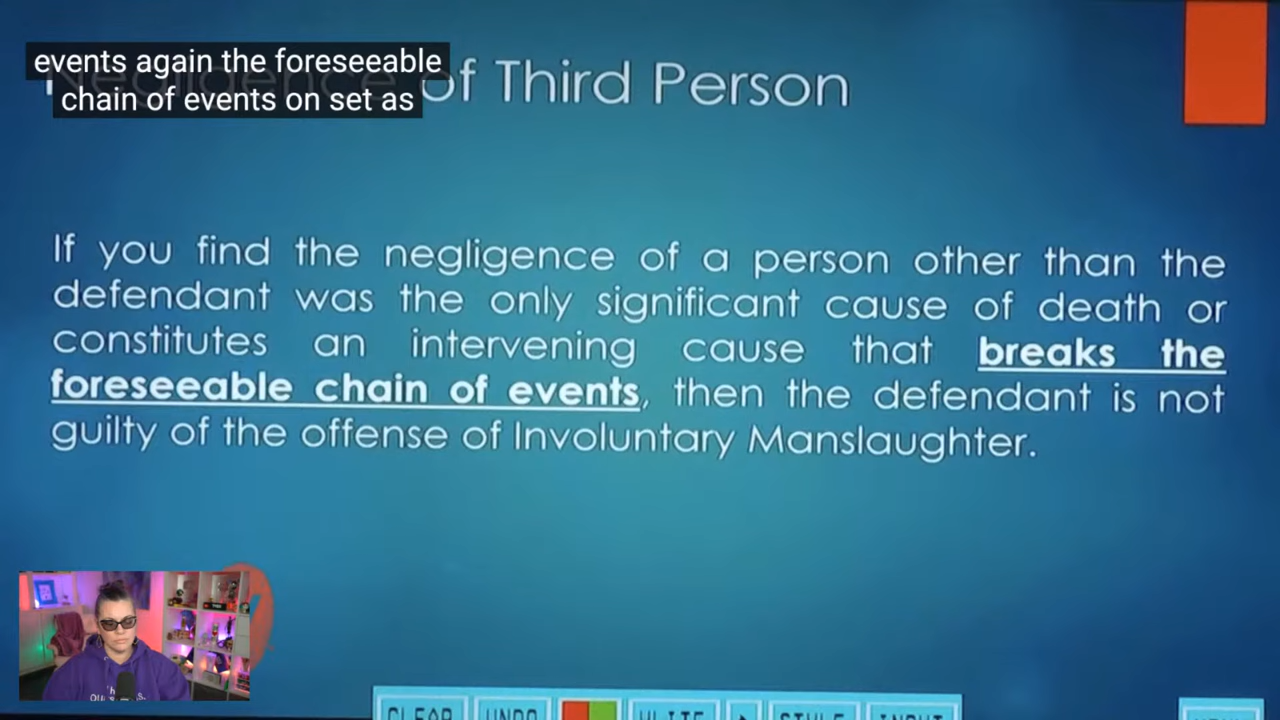 events again the foreseeable
chain of events on set as
of Third Person
If you find the negligence of a person other than the
defendant was the only significant cause of death or
constitutes an intervening cause that breaks the
foreseeable chain of events, then the defendant is not
guilty of the offense of Involuntary Manslaughter.
CLEAR UNDO STYLE INPUT